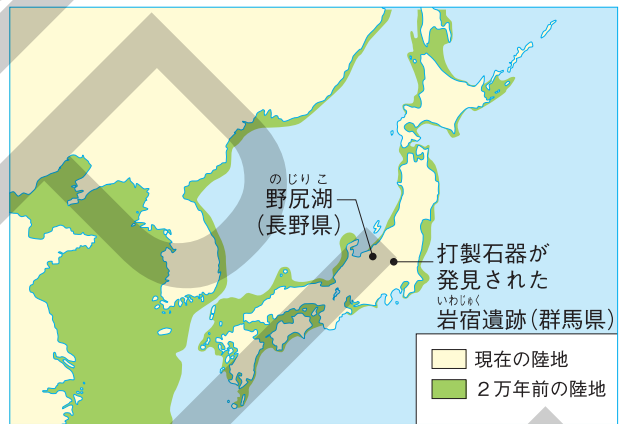 のじりこ
野尻湖
(長野県)
打製石器が
発見された
いわじゅく
岩宿遺跡(群馬県)
現在の陸地
2万年前の陸地